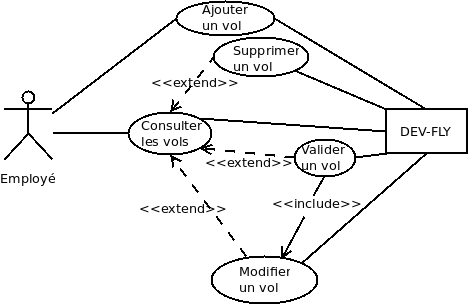 Ajouter
un vol
Supprimer
un vol
<<extend>>
Consulter
les vols
DEV-FLY
Valider
un vol
<<extend>>
Employé
<<include>>
<<extend>>
Modifier
un vol